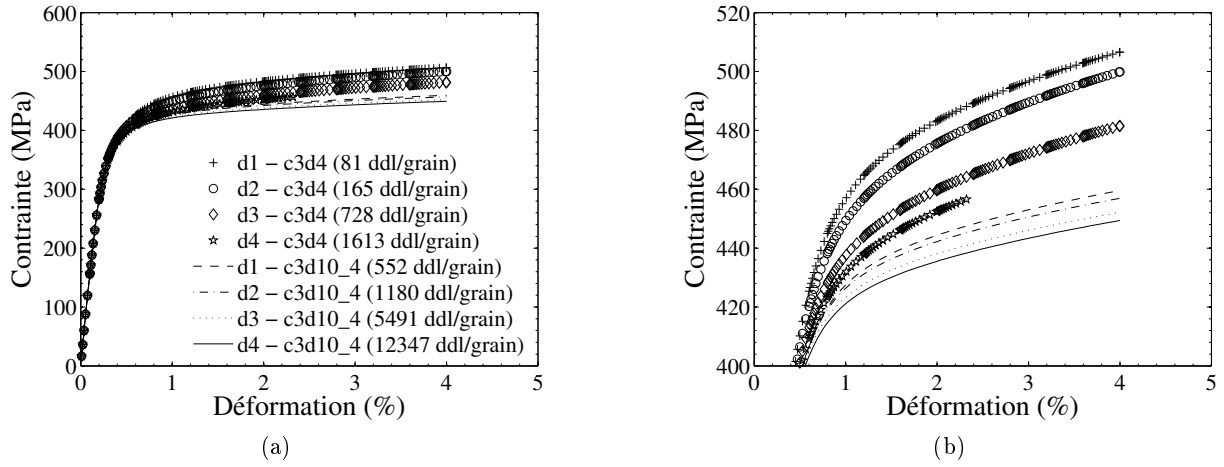 600
500
400
300
200
100
0
Contrainte (MPa)
+ d1 − c3d4 (81 ddl/grain)
○ d2 − c3d4 (165 ddl/grain)
◇ d3 − c3d4 (728 ddl/grain)
☆ d4 − c3d4 (1613 ddl/grain)
d1 − c3d10_4 (552 ddl/grain)
d2 − c3d10_4 (1180 ddl/grain)
d3 − c3d10_4 (5491 ddl/grain)
d4 − c3d10_4 (12347 ddl/grain)
0 1 2 3 4 5
Déformation (%)
(a)
520
500
480
460
440
420
400
Contrainte (MPa)
0 1 2 3 4 5
Déformation (%)
(b)